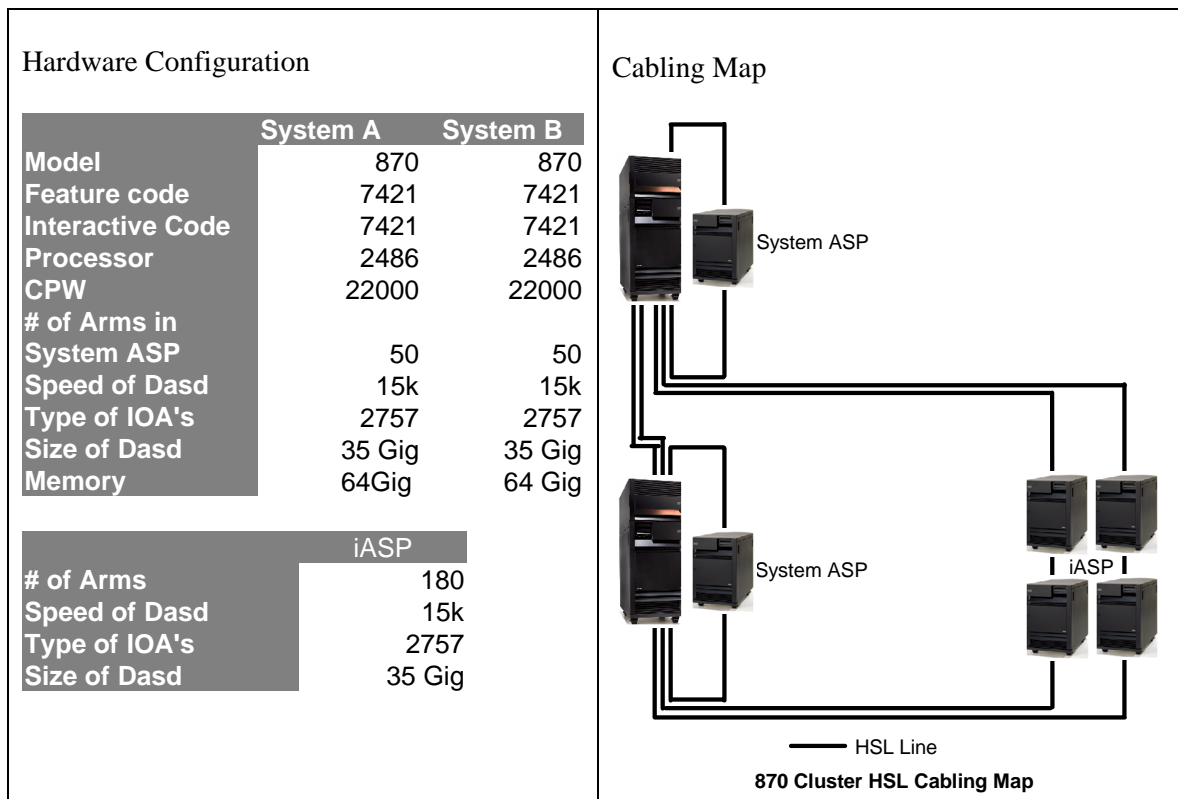 Hardware Configuration
System A System B
Model 870 870
Feature code 7421 7421
Interactive Code 7421 7421
Processor 2486 2486
CPW 22000 22000
# of Arms in
System ASP 50 50
Speed of Dasd 15k 15k
Type of IOA's 2757 2757
Size of Dasd 35 Gig 35 Gig
Memory 64Gig 64 Gig
iASP
# of Arms 180
Speed of Dasd 15k
Type of IOA's 2757
Size of Dasd 35 Gig
Cabling Map
System ASP
System ASP
iASP
HSL Line
870 Cluster HSL Cabling Map